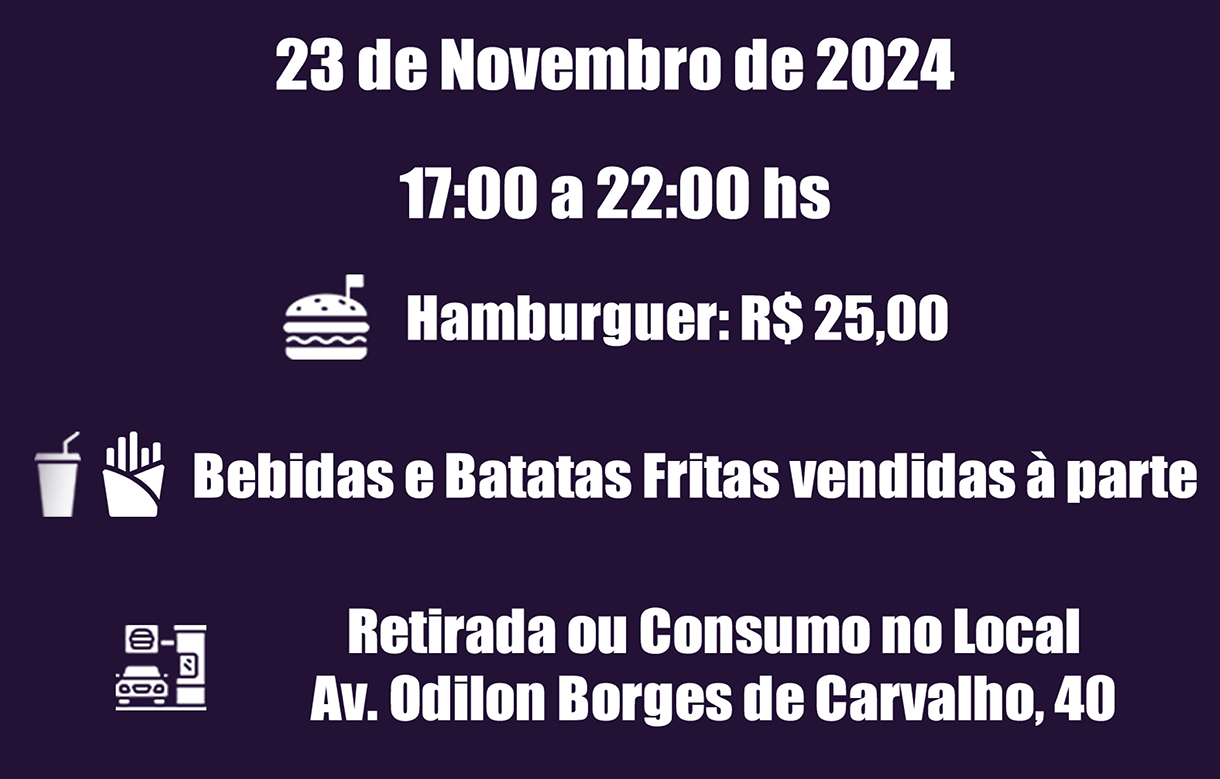 23 de Novembro de 2024
17:00 a 22:00 hs
Hamburguer: R$ 25,00
Bebidas e Batatas Fritas vendidas à parte
Retirada ou Consumo no Local
Av. Odilon Borges de Carvalho, 40